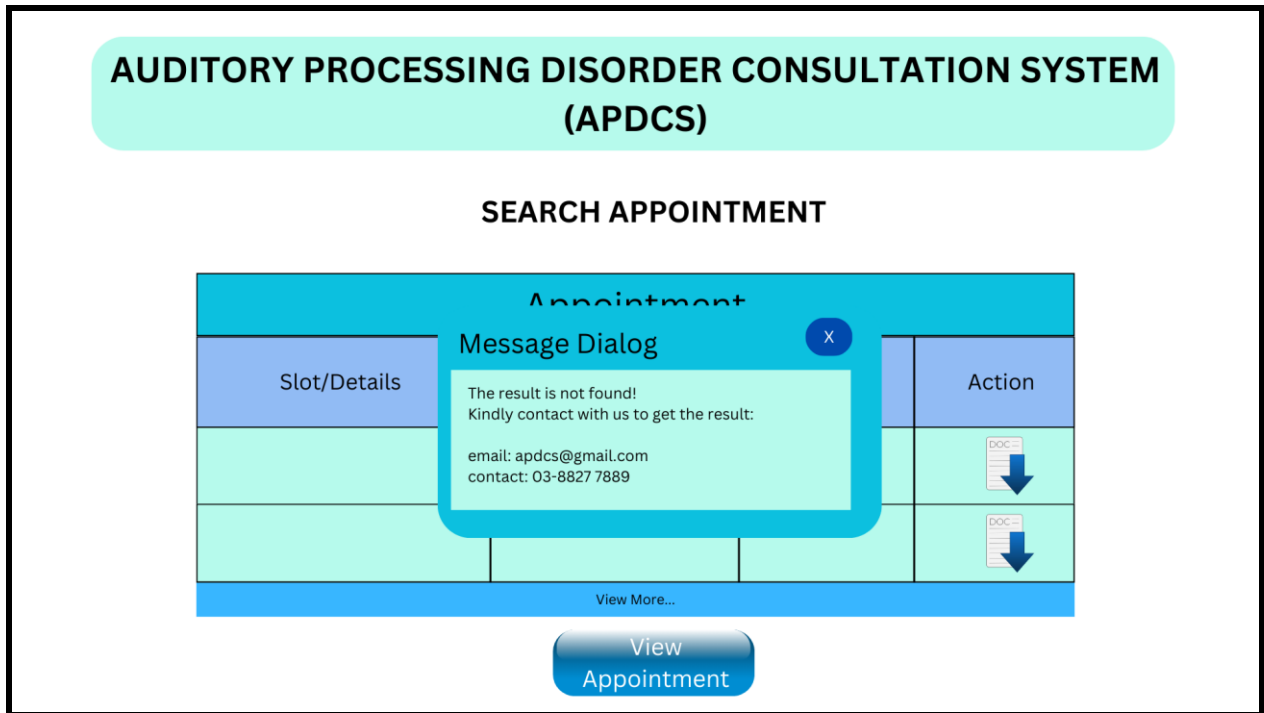 AUDITORY PROCESSING DISORDER CONSULTATION SYSTEM
(APDCS)
SEARCH APPOINTMENT
Appointment
Message Dialog
X
Slot/Details
Action
The result is not found!
Kindly contact with us to get the result:
email: apdcs@gmail.com
contact: 03-8827 7889
DOC
DOC
View More...
View
Appointment